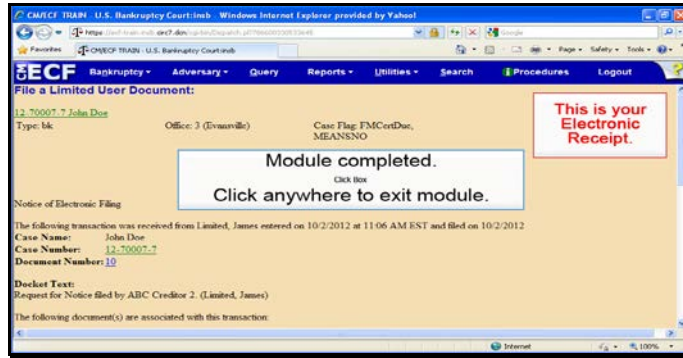 CM/ECF TRAIN - U.S. Bankruptcy Court:insb - Windows Internet Explorer provided by Yahoo!
Favorites CM/ECF TRAIN - U.S. Bankruptcy Court:insb Page Safety Tools
ECF Bankruptcy Adversary Query Reports Utilities Search Procedures Logout ?
File a Limited User Document:
12-70007-7 John Doe
Type: bk Office: 3 (Evansville) Case Flag: FMCertDue,
MEANSNO
This is your
Electronic
Receipt.
Module completed.
Click Box
Click anywhere to exit module.
Notice of Electronic Filing
The following transaction was received from Limited, James entered on 10/2/2012 at 11:06 AM EST and filed on 10/2/2012
Case Name: John Doe
Case Number: 12-70007-7
Document Number: 10
Docket Text:
Request for Notice filed by ABC Creditor 2. (Limited, James)
The following document(s) are associated with this transaction:
Internet 100%